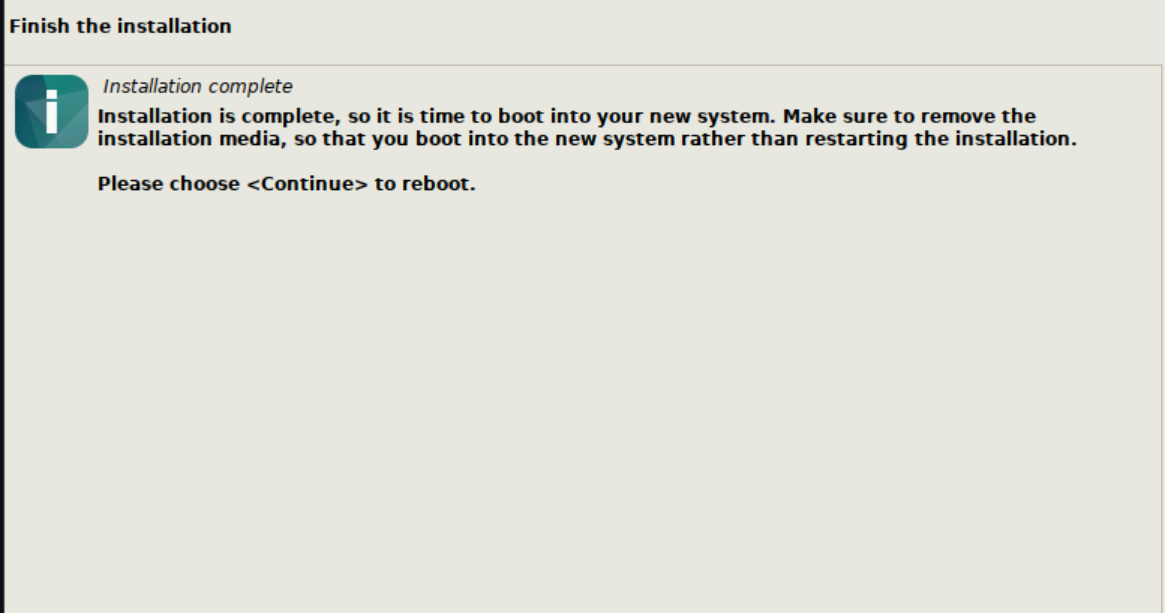 Finish the installation
Installation complete
Installation is complete, so it is time to boot into your new system. Make sure to remove the
installation media, so that you boot into the new system rather than restarting the installation.
Please choose <Continue> to reboot.